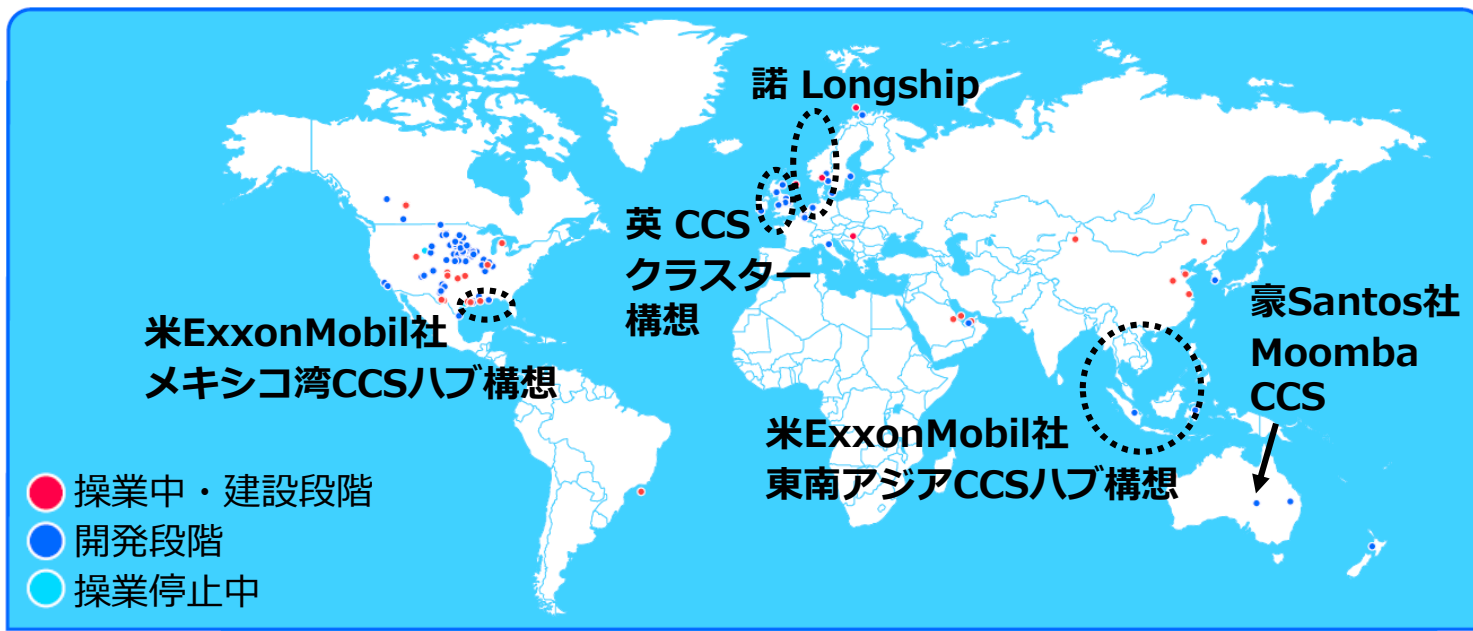 諾 Longship
英 CCS
クラスター
構想
豪Santos社
Moomba
CCS
米ExxonMobil社
メキシコ湾CCSハブ構想
米ExxonMobil社
東南アジアCCSハブ構想
操業中・建設段階
開発段階
操業停止中